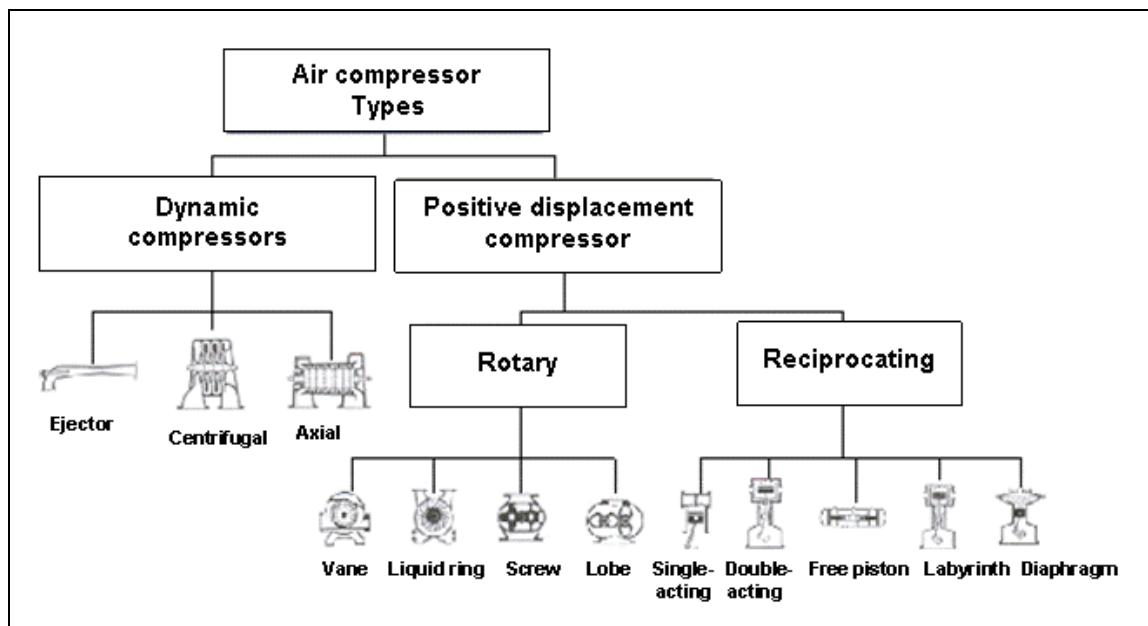 Air compressor
Types
Dynamic
compressors
Positive displacement
compressor
Rotary
Reciprocating
Ejector
Centrifugal
Axial
Vane
Liquid ring
Screw
Lobe
Single-
acting
Double-
acting
Free piston
Labyrinth
Diaphragm